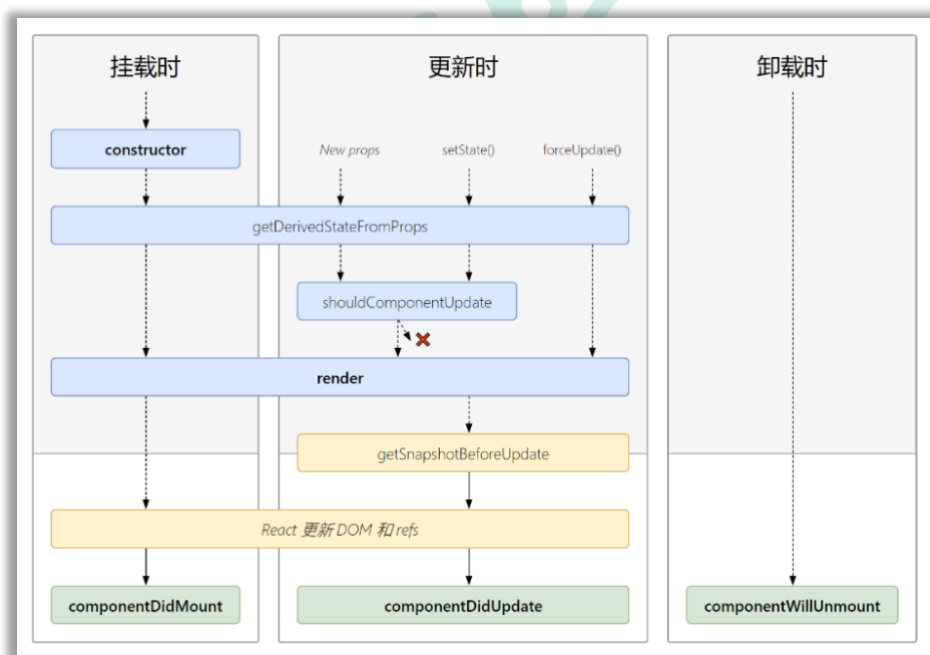 挂载时
更新时
卸载时
constructor
New props
setState()
forceUpdate()
getDerivedStateFromProps
shouldComponentUpdate
render
getSnapshotBeforeUpdate
React 更新 DOM 和 refs
componentDidMount
componentDidUpdate
componentWillUnmount